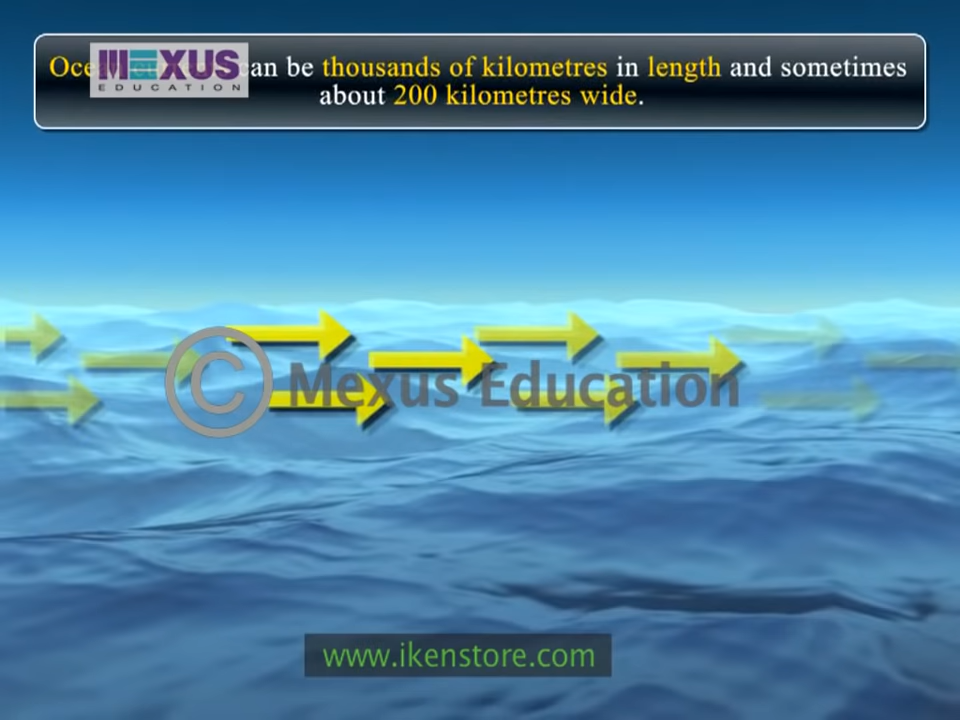 Oce can be thousands of kilometres in length and sometimes
about 200 kilometres wide.
MEXUS
EDUCATION
© Mexus Education
www.ikenstore.com